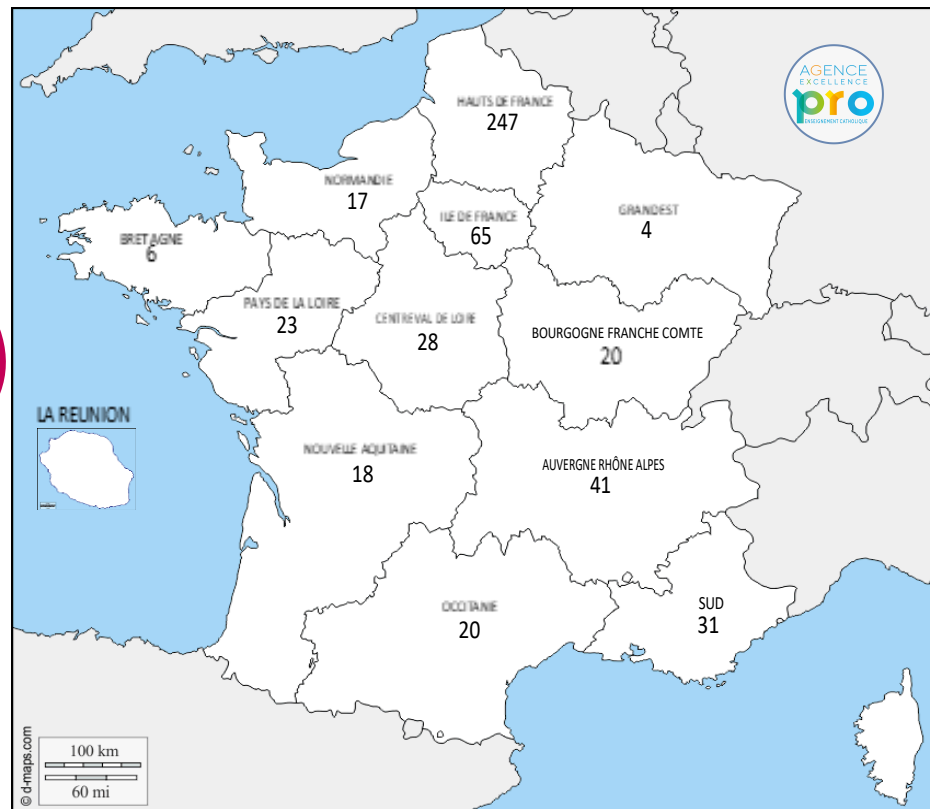 AGENCE
EXCELLENCE
pro
ENSEIGNEMENT CATHOLIQUE
HAUTS DE FRANCE
247
NORMANDIE
17
ILE DE FRANCE
65
GRANDEST
4
BRETAGNE
6
PAYS DE LA LOIRE
23
CENTREVAL DE LOIRE
28
BOURGOGNE FRANCHE COMTE
20
LA REUNION
NOUVELLE AQUITAINE
18
AUVERGNE RHÔNE ALPES
41
OCCITANIE
20
SUD
31
100 km
60 mi
© d-maps.com